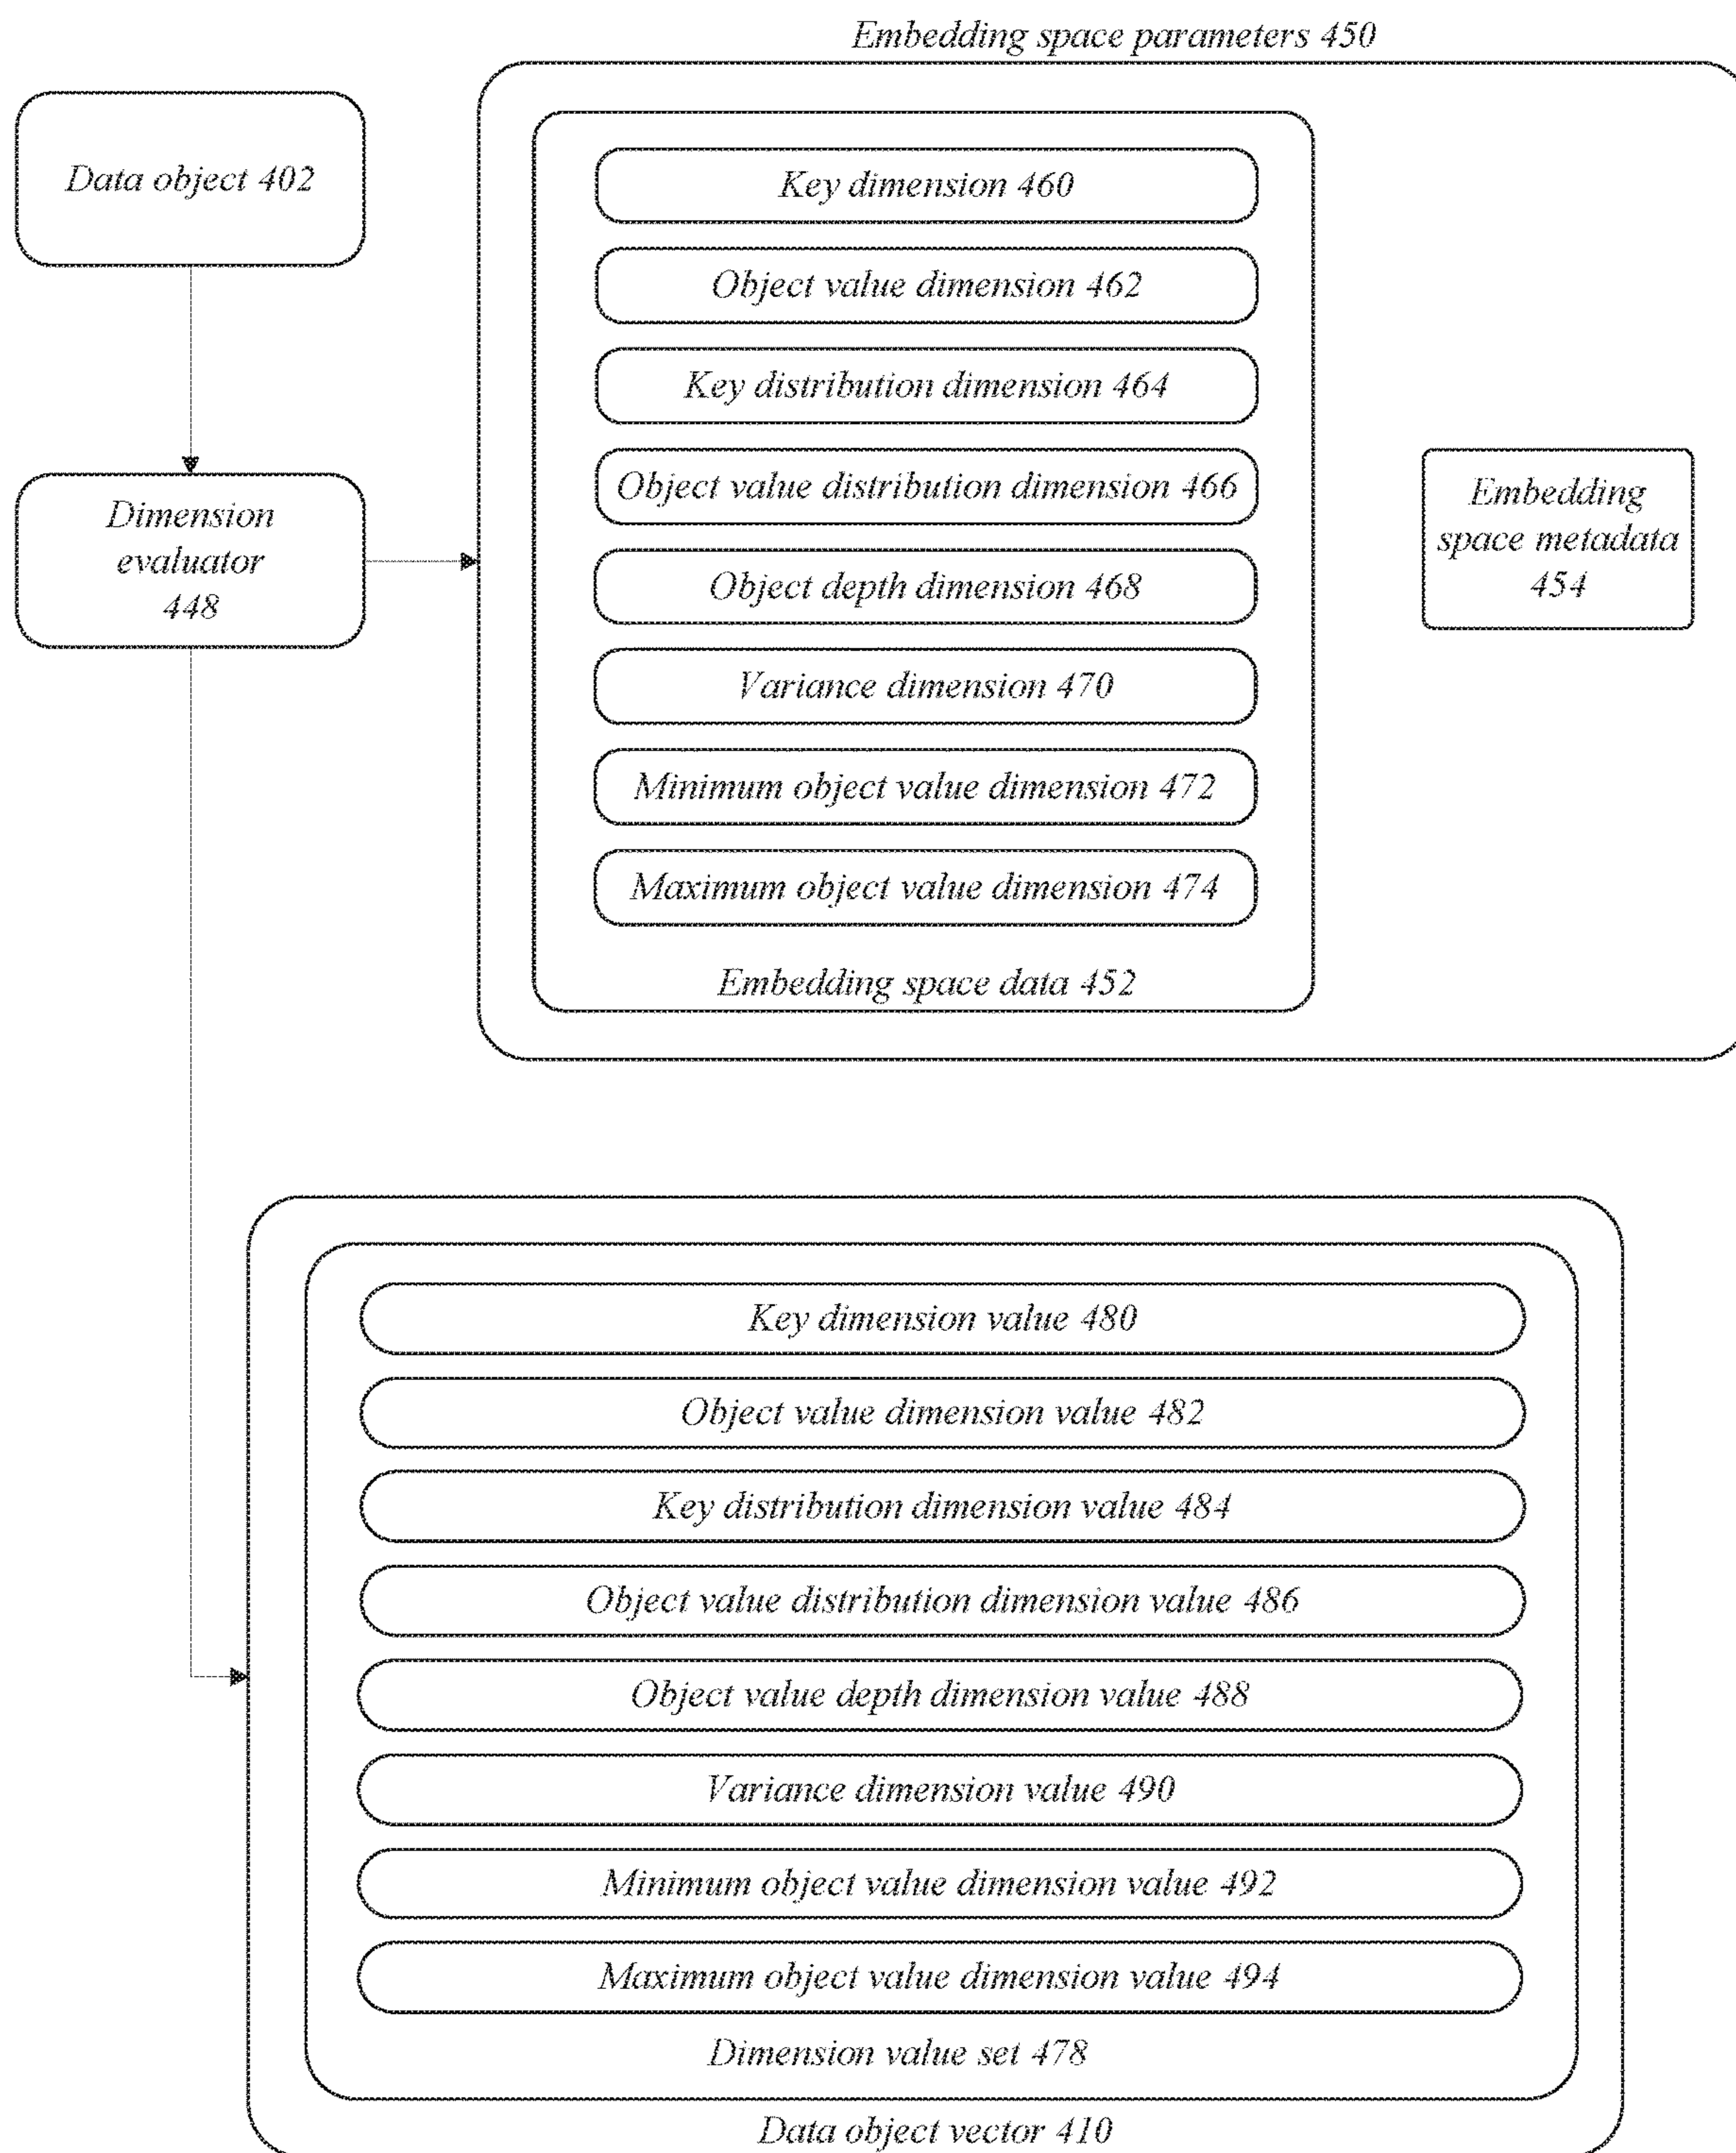 Embedding space parameters 450
Data object 402
Key dimension 460
Object value dimension 462
Key distribution dimension 464
Object value distribution dimension 466
Object depth dimension 468
Variance dimension 470
Minimum object value dimension 472
Maximum object value dimension 474
Embedding space data 452
Embedding
space metadata
454
Dimension
evaluator
448
Key dimension value 480
Object value dimension value 482
Key distribution dimension value 484
Object value distribution dimension value 486
Object value depth dimension value 488
Variance dimension value 490
Minimum object value dimension value 492
Maximum object value dimension value 494
Dimension value set 478
Data object vector 410